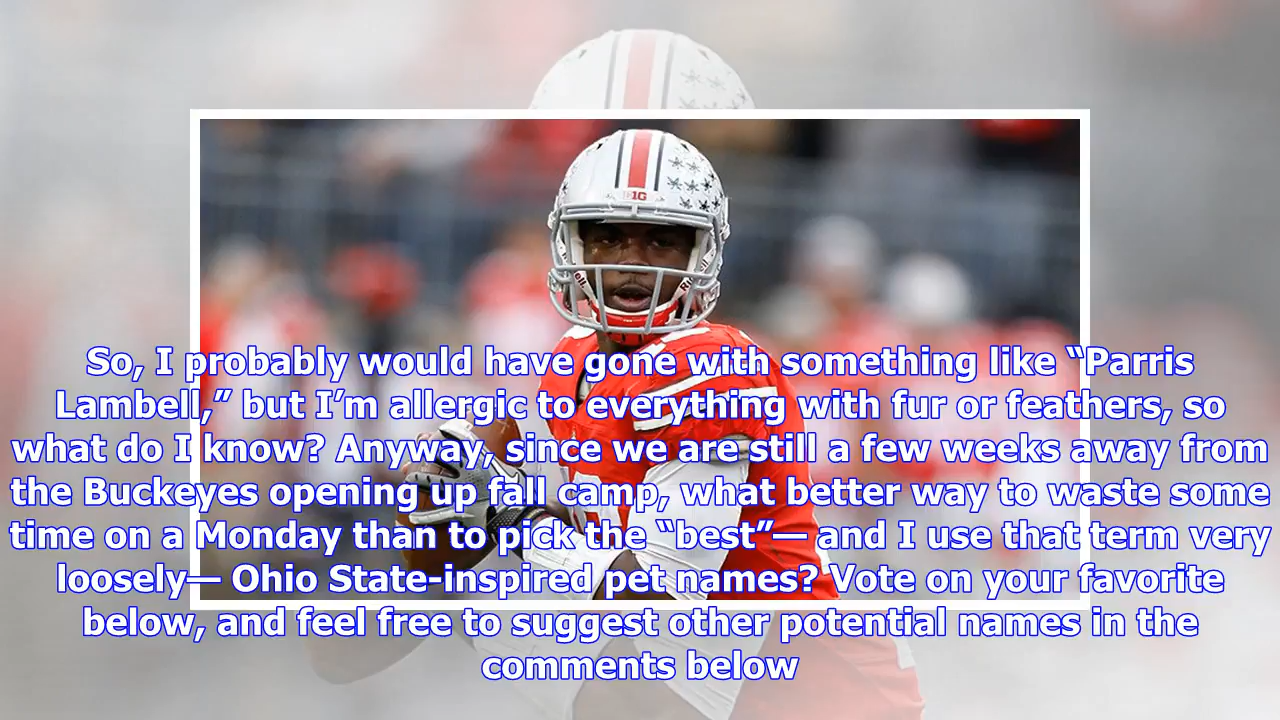 1G
So, I probably would have gone with something like “Parris
Lambell,” but I’m allergic to everything with fur or feathers, so
what do I know? Anyway, since we are still a few weeks away from
the Buckeyes opening up fall camp, what better way to waste some
time on a Monday than to pick the “best”— and I use that term very
loosely— Ohio State-inspired pet names? Vote on your favorite
below, and feel free to suggest other potential names in the
comments below